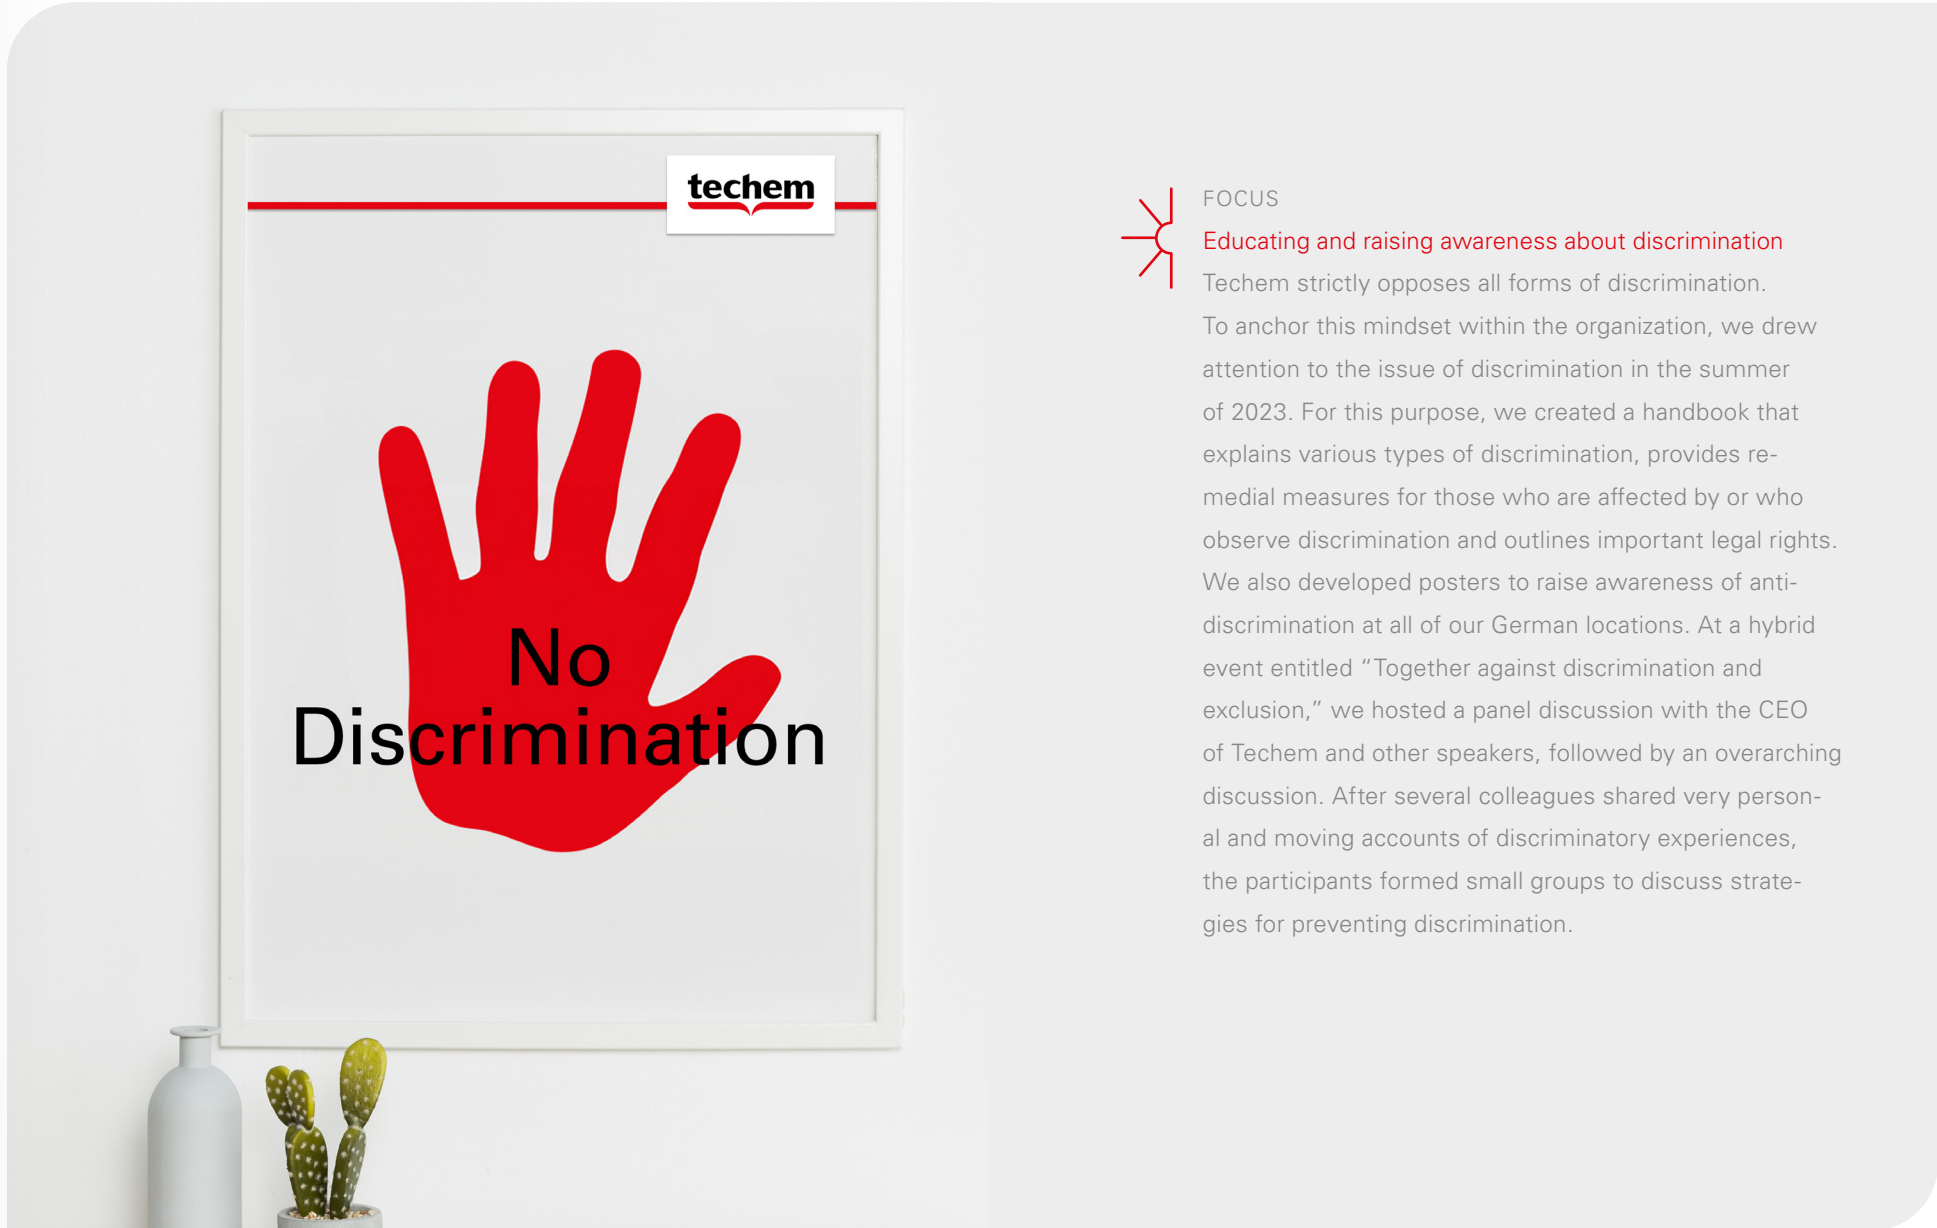 techem
No
Discrimination
FOCUS
Educating and raising awareness about discrimination
Techem strictly opposes all forms of discrimination.
To anchor this mindset within the organization, we drew
attention to the issue of discrimination in the summer
of 2023. For this purpose, we created a handbook that
explains various types of discrimination, provides re-
medial measures for those who are affected by or who
observe discrimination and outlines important legal rights.
We also developed posters to raise awareness of anti-
discrimination at all of our German locations. At a hybrid
event entitled “Together against discrimination and
exclusion,” we hosted a panel discussion with the CEO
of Techem and other speakers, followed by an overarching
discussion. After several colleagues shared very person-
al and moving accounts of discriminatory experiences,
the participants formed small groups to discuss strate-
gies for preventing discrimination.